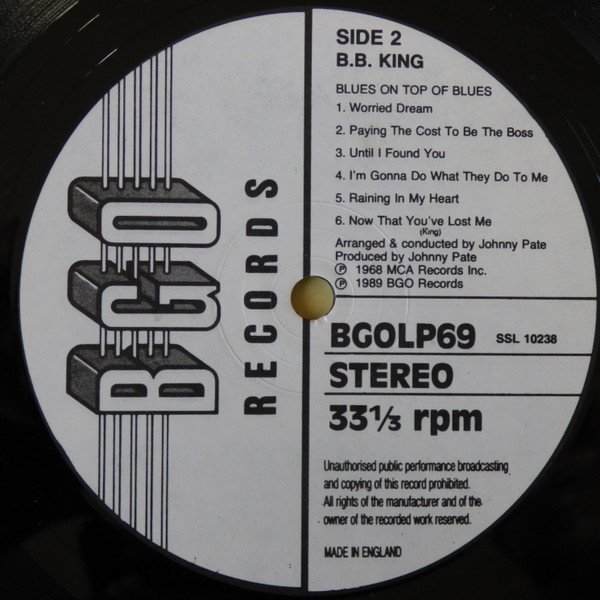 BGO
RECORDS
SIDE 2
B.B. KING
BLUES ON TOP OF BLUES
1. Worried Dream
2. Paying The Cost To Be The Boss
3. Until I Found You
4. I'm Gonna Do What They Do To Me
5. Raining In My Heart
6. Now That You've Lost Me
(King)
Arranged & conducted by Johnny Pate
Produced by Johnny Pate
℗ 1968 MCA Records Inc.
℗ 1989 BGO Records
BGOLP69 SSL 10238
STEREO
33⅓ rpm
Unauthorised public performance broadcasting
and copying of this record prohibited.
All rights of the manufacturer and of the
owner of the recorded work reserved.
MADE IN ENGLAND